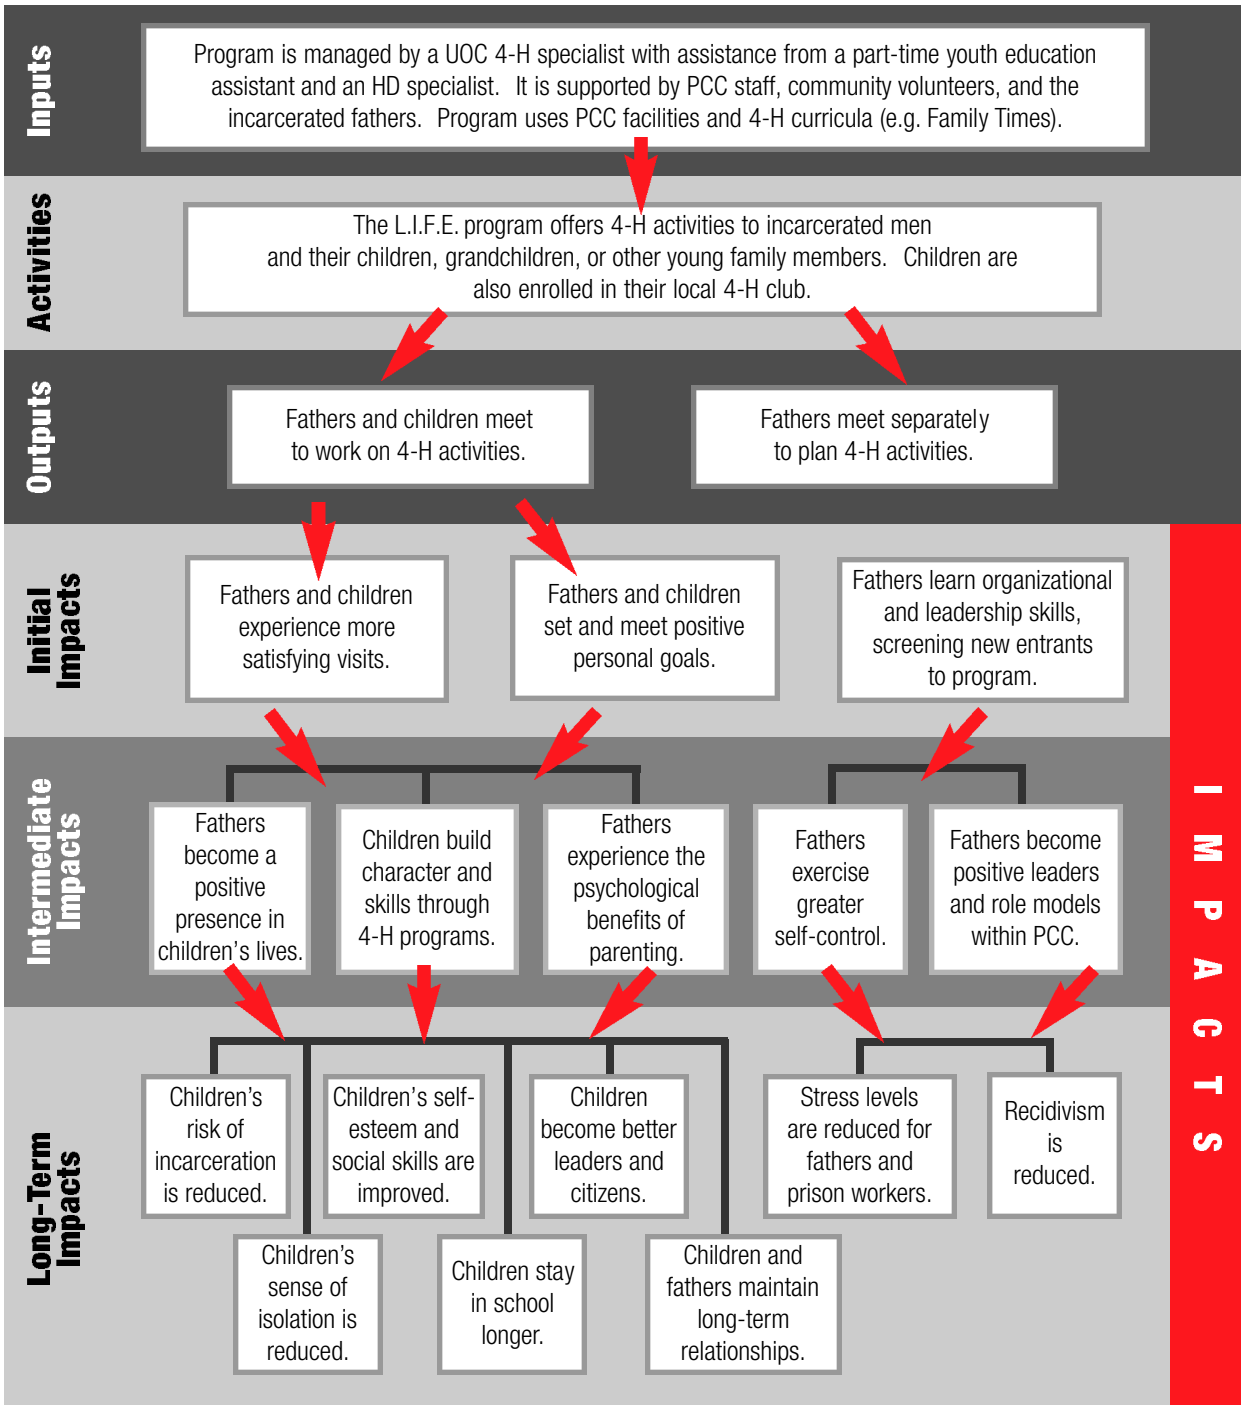 Inputs
Program is managed by a UOC 4-H specialist with assistance from a part-time youth education
assistant and an HD specialist. It is supported by PCC staff, community volunteers, and the
incarcerated fathers. Program uses PCC facilities and 4-H curricula (e.g. Family Times).
Activities
The L.I.F.E. program offers 4-H activities to incarcerated men
and their children, grandchildren, or other young family members. Children are
also enrolled in their local 4-H club.
Outputs
Fathers and children meet
to work on 4-H activities.
Fathers meet separately
to plan 4-H activities.
Initial
Impacts
Fathers and children
experience more
satisfying visits.
Fathers and children
set and meet positive
personal goals.
Fathers learn organizational
and leadership skills,
screening new entrants
to program.
IMPACTS
Intermediate
Impacts
Fathers
become a
positive
presence in
children's lives.
Children build
character and
skills through
4-H programs.
Fathers
experience the
psychological
benefits of
parenting.
Fathers
exercise
greater
self-control.
Fathers become
positive leaders
and role models
within PCC.
Long-Term
Impacts
Children's
risk of
incarceration
is reduced.
Children's self-
esteem and
social skills are
improved.
Children
become better
leaders and
citizens.
Stress levels
are reduced for
fathers and
prison workers.
Recidivism
is
reduced.
Children's
sense of
isolation is
reduced.
Children stay
in school
longer.
Children and
fathers maintain
long-term
relationships.